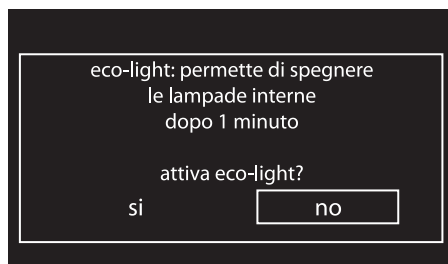 eco-light: permette di spegnere
le lampade interne
dopo 1 minuto
attiva eco-light?
si no